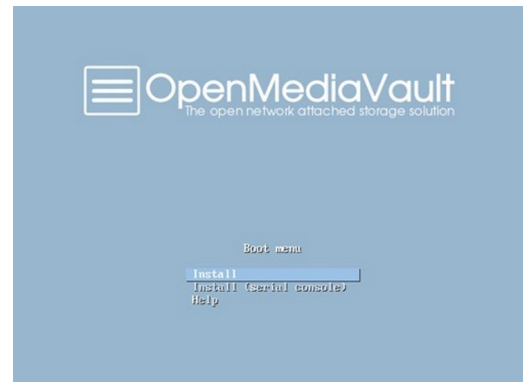 OpenMediaVault
The open network attached storage solution
Boot menu
Install
Install (serial console)
Help